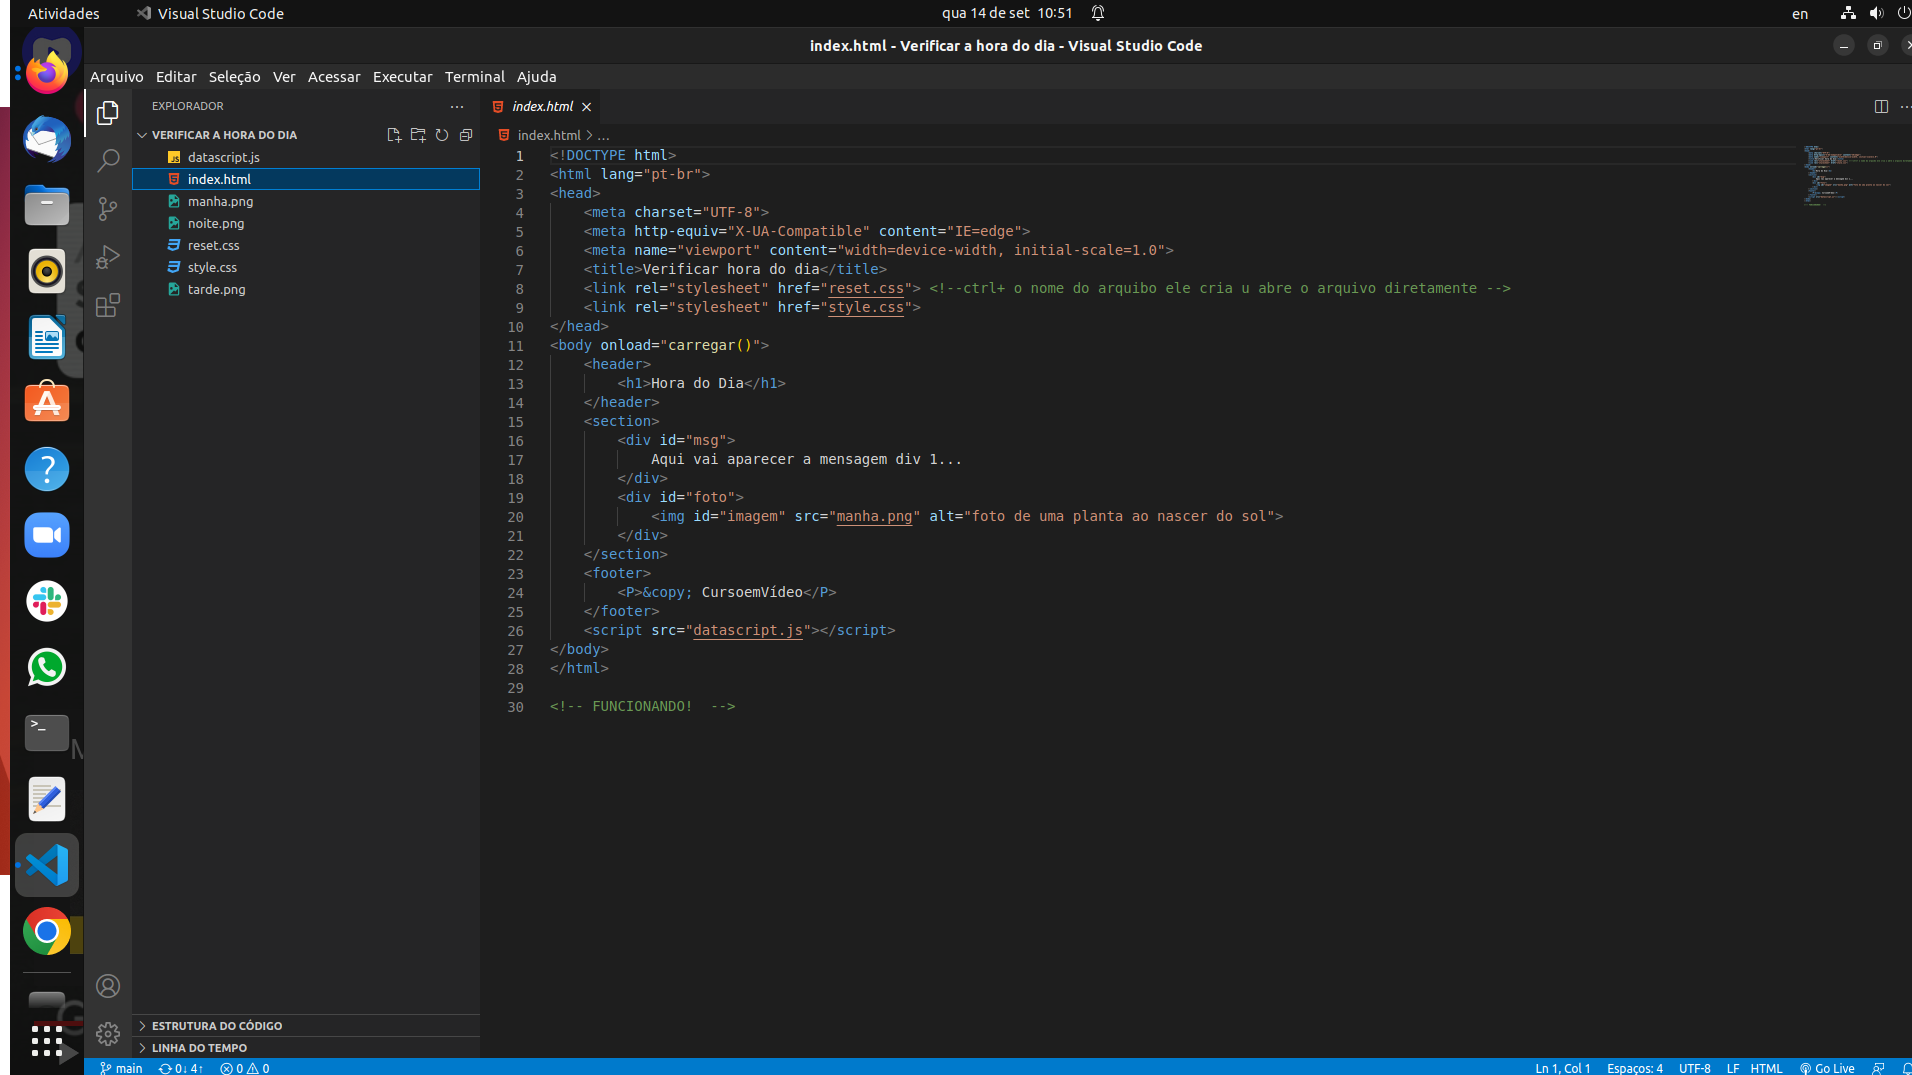 Atividades
Visual Studio Code
qua 14 de set 10:51
en
index.html - Verificar a hora do dia - Visual Studio Code
Arquivo Editar Seleção Ver Acessar Executar Terminal Ajuda
EXPLORADOR
VERIFICAR A HORA DO DIA
datascript.js
index.html
manha.png
noite.png
reset.css
style.css
tarde.png
index.html
index.html > ...
1 <!DOCTYPE html>
2 <html lang="pt-br">
3 <head>
4     <meta charset="UTF-8">
5     <meta http-equiv="X-UA-Compatible" content="IE=edge">
6     <meta name="viewport" content="width=device-width, initial-scale=1.0">
7     <title>Verificar hora do dia</title>
8     <link rel="stylesheet" href="reset.css"> <!--ctrl+ o nome do arquibo ele cria u abre o arquivo diretamente -->
9     <link rel="stylesheet" href="style.css">
10 </head>
11 <body onload="carregar()">
12     <header>
13         <h1>Hora do Dia</h1>
14     </header>
15     <section>
16         <div id="msg">
17             Aqui vai aparecer a mensagem div 1...
18         </div>
19         <div id="foto">
20             <img id="imagem" src="manha.png" alt="foto de uma planta ao nascer do sol">
21         </div>
22     </section>
23     <footer>
24         <P>&copy; CursoemVídeo</P>
25     </footer>
26     <script src="datascript.js"></script>
27 </body>
28 </html>
29
30 <!-- FUNCIONANDO!  -->
ESTRUTURA DO CÓDIGO
LINHA DO TEMPO
main 0↓ 4↑ 0 0
Ln 1, Col 1 Espaços: 4 UTF-8 LF HTML Go Live